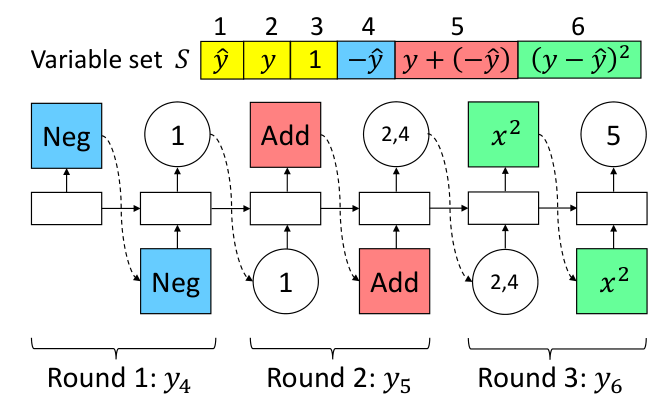 1 2 3 4 5 6
Variable set S ŷ y 1 −ŷ y + (−ŷ) (y − ŷ)²
Neg 1 Add 2,4 x² 5
Neg 1 Add 2,4 x²
Round 1: y₄ Round 2: y₅ Round 3: y₆